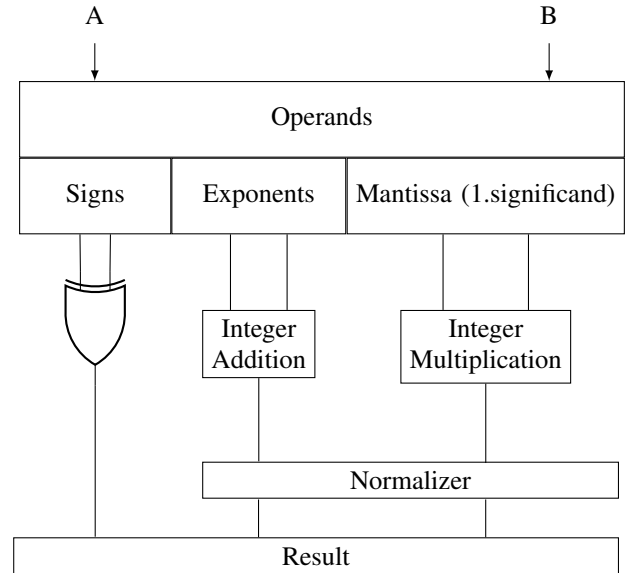 A B
Operands
Signs Exponents Mantissa (1.significand)
Integer
Addition
Integer
Multiplication
Normalizer
Result